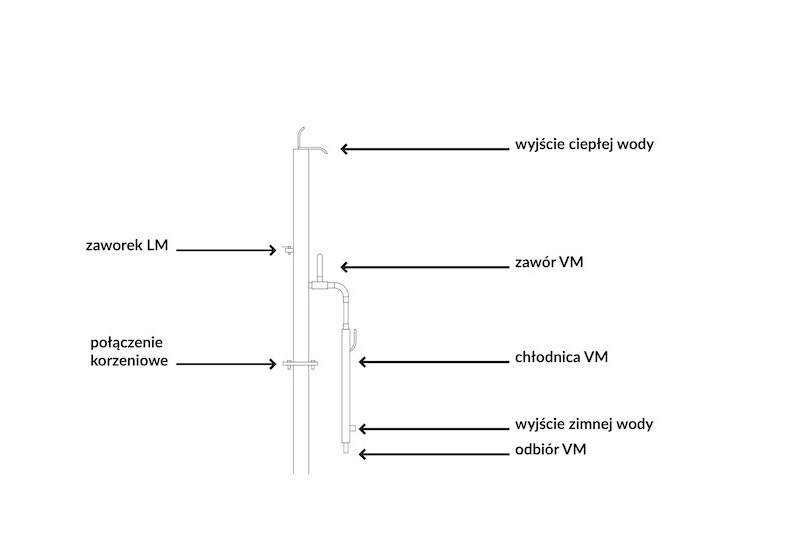 wyjście ciepłej wody
zaworek LM
zawór VM
połączenie
korzeniowe
chłodnica VM
wyjście zimnej wody
odbiór VM